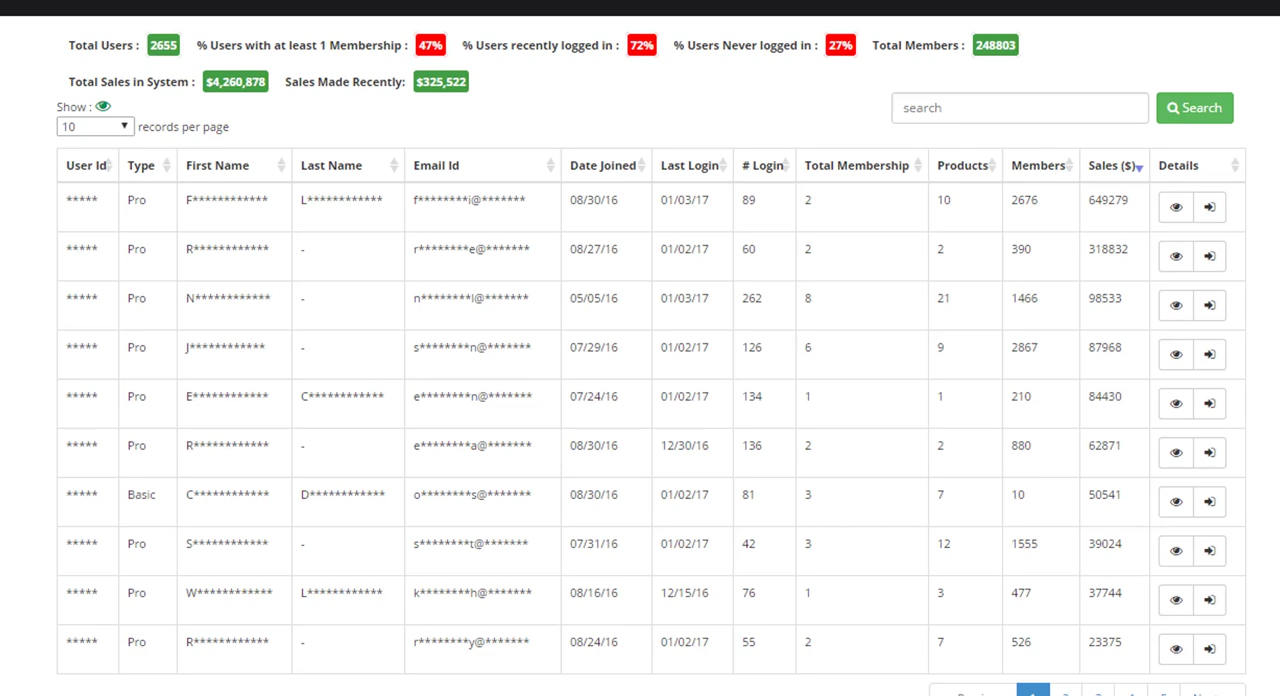 Total Users : 2655 % Users with at least 1 Membership : 47% % Users recently logged in : 72% % Users Never logged in : 27% Total Members : 248803
Total Sales in System : $4,260,878 Sales Made Recently: $325,522
Show :
search Search
10 records per page
User Id Type First Name Last Name Email Id Date Joined Last Login # Login Total Membership Products Members Sales ($) Details
***** Pro F************ L************ f********i@******* 08/30/16 01/03/17 89 2 10 2676 649279
***** Pro R************ - r********e@******* 08/27/16 01/02/17 60 2 2 390 318832
***** Pro N************ - n********l@******* 05/05/16 01/03/17 262 8 21 1466 98533
***** Pro J************ - s********n@******* 07/29/16 01/02/17 126 6 9 2867 87968
***** Pro E************ C************ e********n@******* 07/24/16 01/02/17 134 1 1 210 84430
***** Pro R************ - e********a@******* 08/30/16 12/30/16 136 2 2 880 62871
***** Basic C************ D************ o********s@******* 08/30/16 01/02/17 81 3 7 10 50541
***** Pro S************ - s********t@******* 07/31/16 01/02/17 42 3 12 1555 39024
***** Pro W************ L************ k********h@******* 08/16/16 12/15/16 76 1 3 477 37744
***** Pro R************ - r********y@******* 08/24/16 01/02/17 55 2 7 526 23375